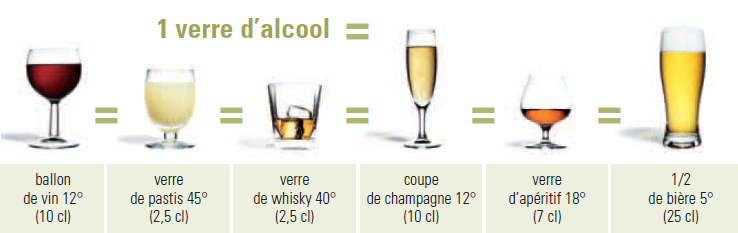 1 verre d'alcool =
= = = = =
ballon
de vin 12°
(10 cl)
verre
de pastis 45°
(2,5 cl)
verre
de whisky 40°
(2,5 cl)
coupe
de champagne 12°
(10 cl)
verre
d'apéritif 18°
(7 cl)
1/2
de bière 5°
(25 cl)